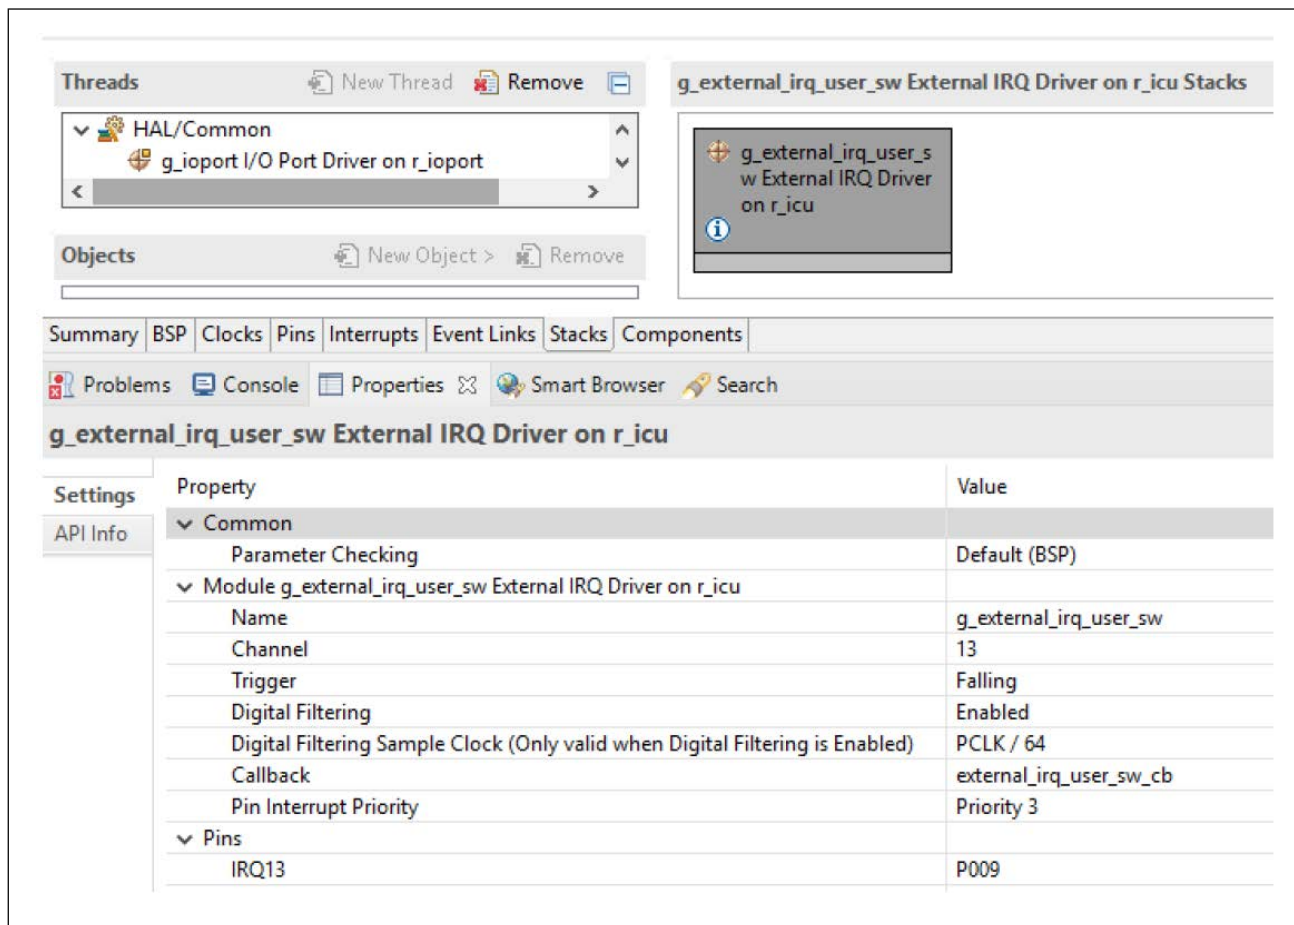 Threads New Thread Remove
HAL/Common
g_ioport I/O Port Driver on r_ioport
Objects New Object > Remove
g_external_irq_user_sw External IRQ Driver on r_icu Stacks
g_external_irq_user_s
w External IRQ Driver
on r_icu
Summary BSP Clocks Pins Interrupts Event Links Stacks Components
Problems Console Properties Smart Browser Search
g_external_irq_user_sw External IRQ Driver on r_icu
Settings
API Info
Property Value
Common
Parameter Checking Default (BSP)
Module g_external_irq_user_sw External IRQ Driver on r_icu
Name g_external_irq_user_sw
Channel 13
Trigger Falling
Digital Filtering Enabled
Digital Filtering Sample Clock (Only valid when Digital Filtering is Enabled) PCLK / 64
Callback external_irq_user_sw_cb
Pin Interrupt Priority Priority 3
Pins
IRQ13 P009